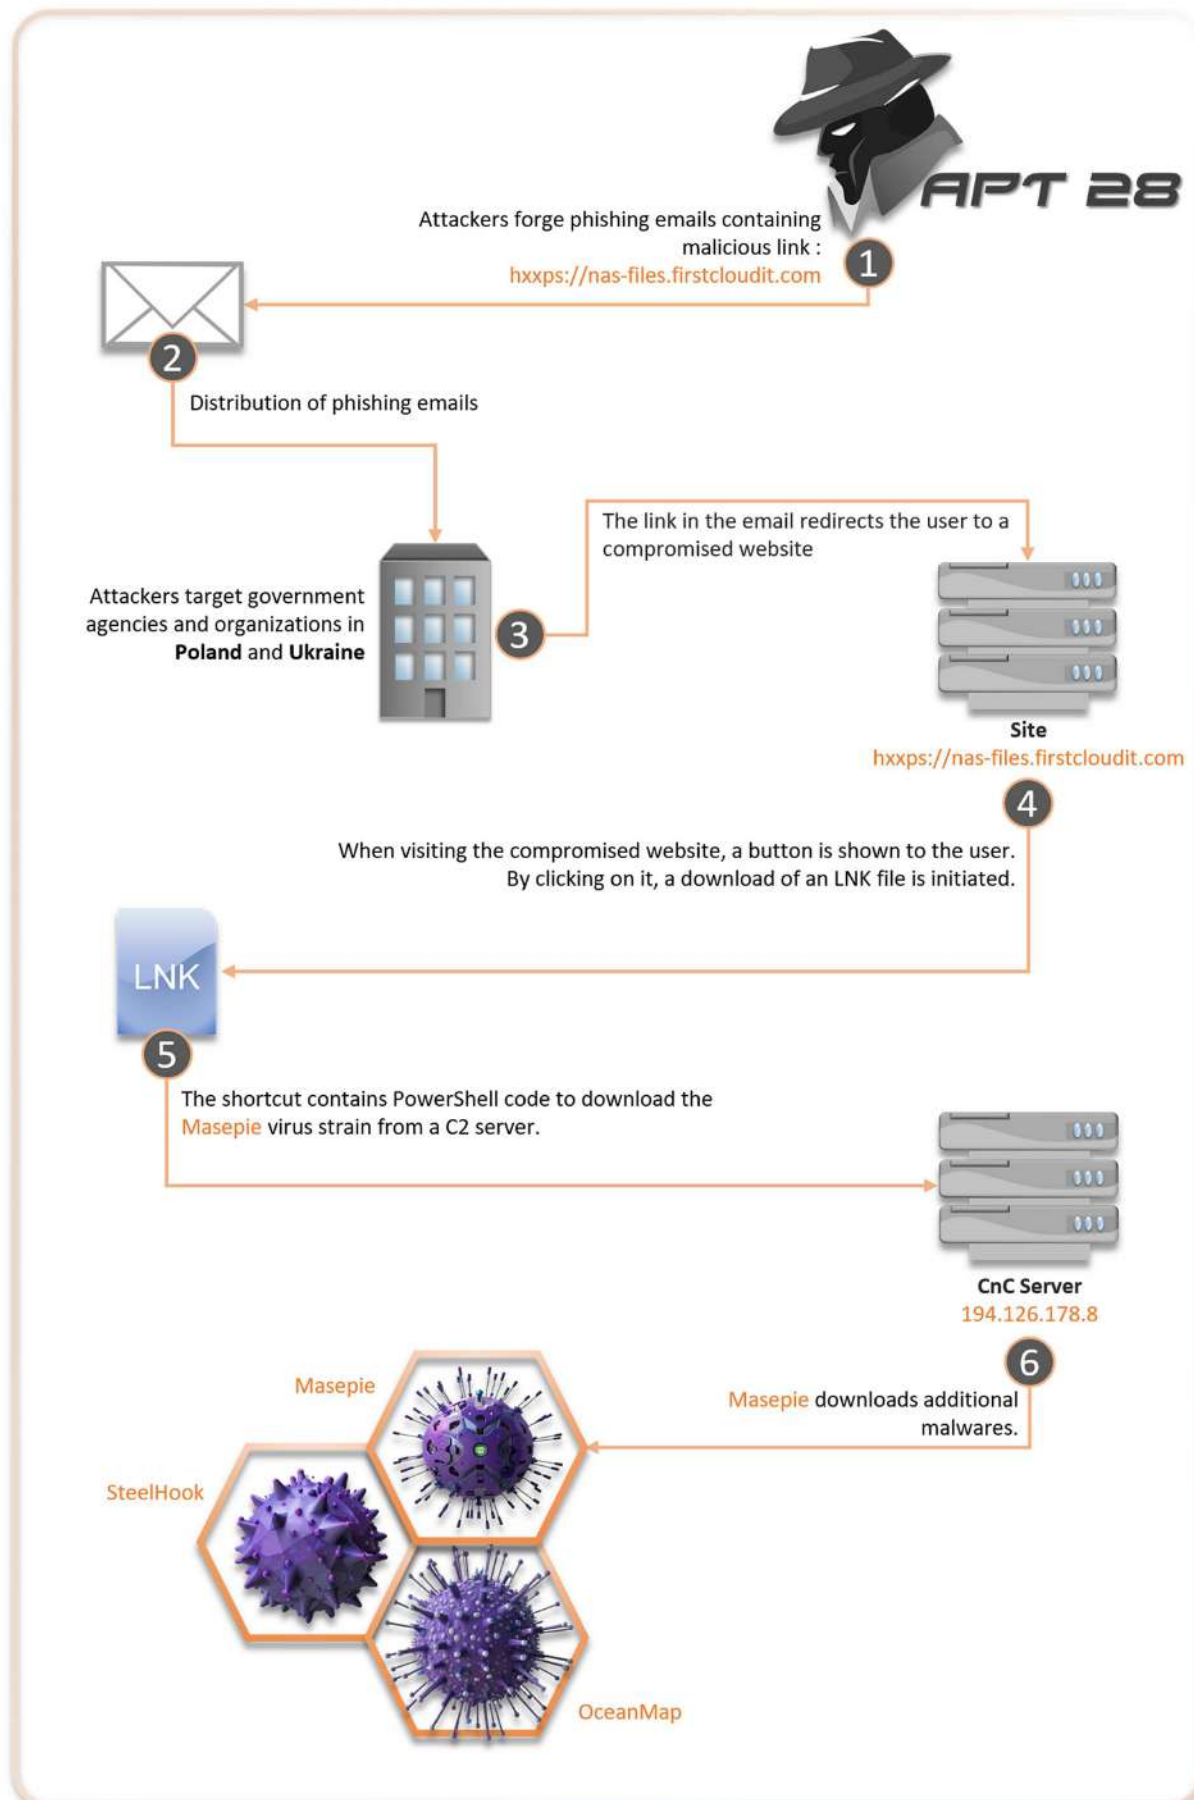 APT 28
Attackers forge phishing emails containing
malicious link :
hxxps://nas-files.firstcloudit.com
1
2
Distribution of phishing emails
The link in the email redirects the user to a
compromised website
Attackers target government
agencies and organizations in
Poland and Ukraine
3
Site
hxxps://nas-files.firstcloudit.com
4
When visiting the compromised website, a button is shown to the user.
By clicking on it, a download of an LNK file is initiated.
LNK
5
The shortcut contains PowerShell code to download the
Masepie virus strain from a C2 server.
CnC Server
194.126.178.8
6
Masepie downloads additional
malwares.
Masepie
SteelHook
OceanMap